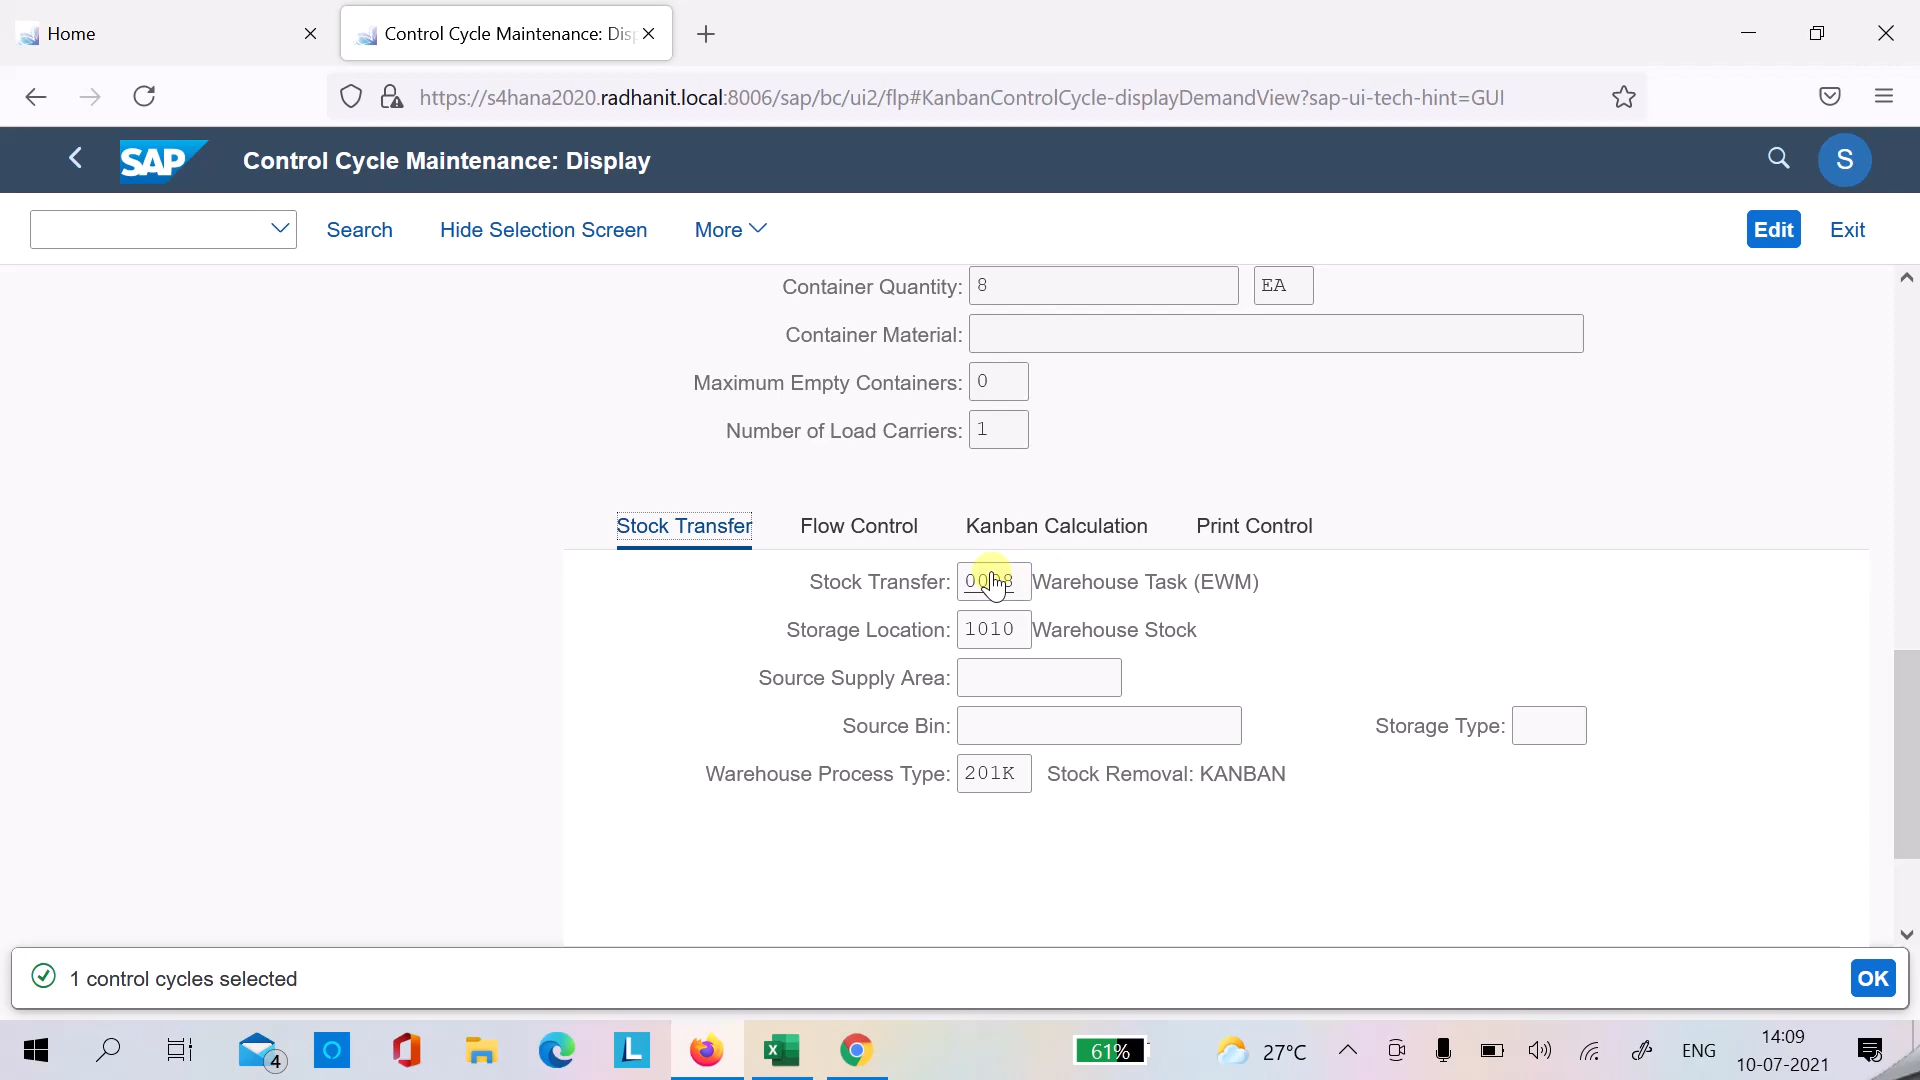 Home
Control Cycle Maintenance: Dis
https://s4hana2020.radhanit.local:8006/sap/bc/ui2/flp#KanbanControlCycle-displayDemandView?sap-ui-tech-hint=GUI
SAP
Control Cycle Maintenance: Display
S
Search
Hide Selection Screen
More
Edit
Exit
Container Quantity: 8 EA
Container Material:
Maximum Empty Containers: 0
Number of Load Carriers: 1
Stock Transfer
Flow Control
Kanban Calculation
Print Control
Stock Transfer: 0008 Warehouse Task (EWM)
Storage Location: 1010 Warehouse Stock
Source Supply Area:
Source Bin:
Storage Type:
Warehouse Process Type: 201K Stock Removal: KANBAN
1 control cycles selected
OK
4
L
61%
27°C
ENG
14:09
10-07-2021